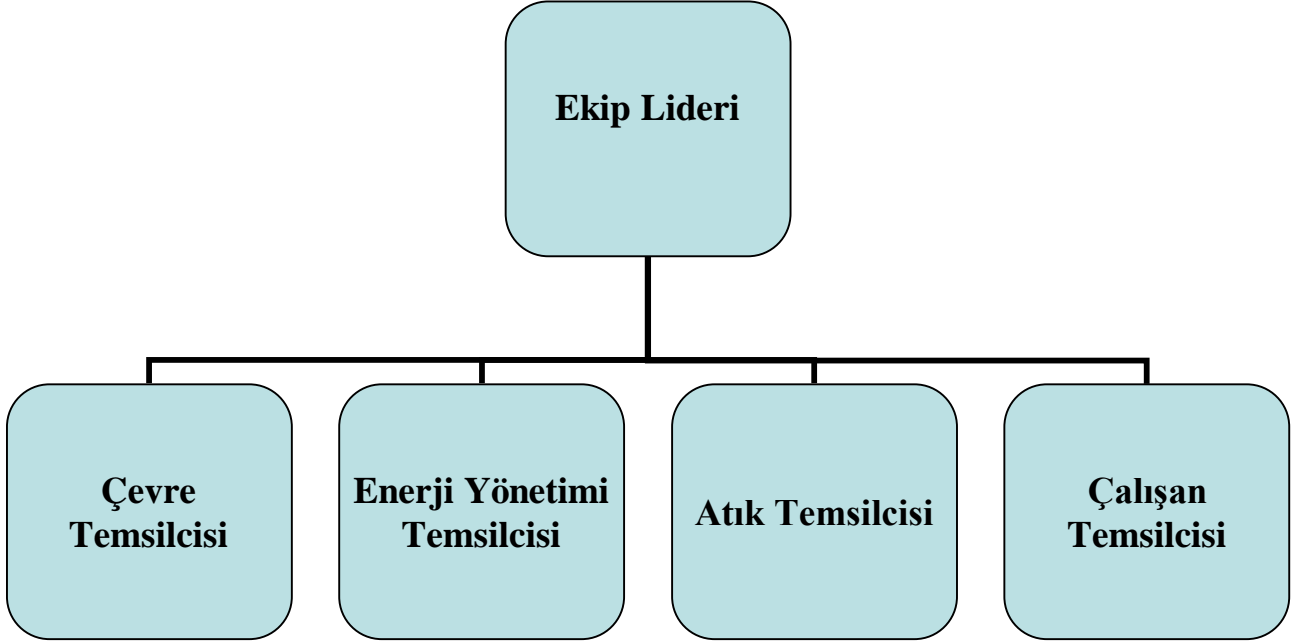 Ekip Lideri
Çevre
Temsilcisi
Enerji Yönetimi
Temsilcisi
Atık Temsilcisi
Çalışan
Temsilcisi